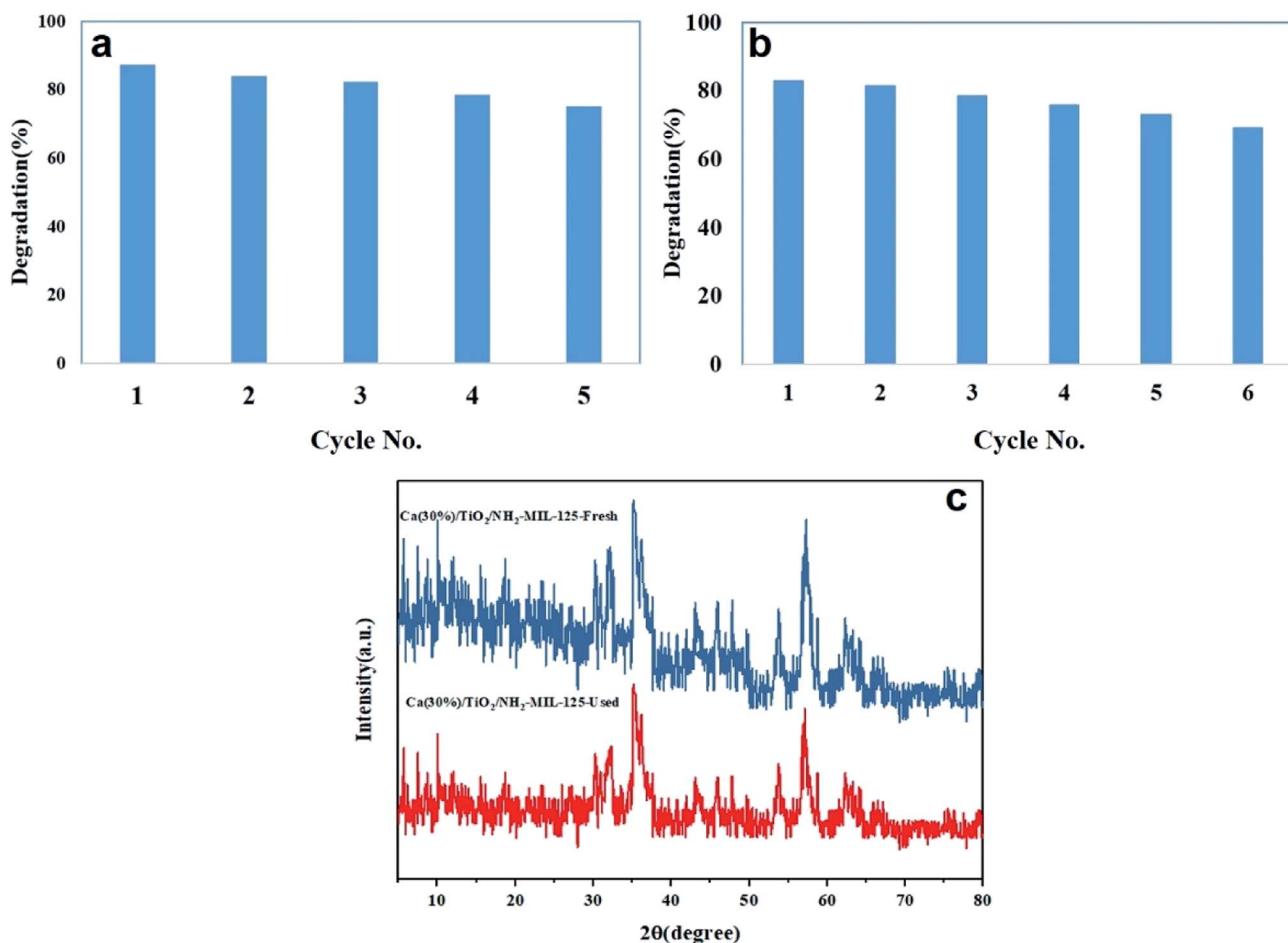 a
100
80
60
40
20
0
Degradation(%)
1 2 3 4 5
Cycle No.
b
100
80
60
40
20
0
Degradation(%)
1 2 3 4 5 6
Cycle No.
c
Ca(30%)/TiO₂/NH₂-MIL-125-Fresh
Ca(30%)/TiO₂/NH₂-MIL-125-Used
Intensity(a.u.)
10 20 30 40 50 60 70 80
2θ(degree)